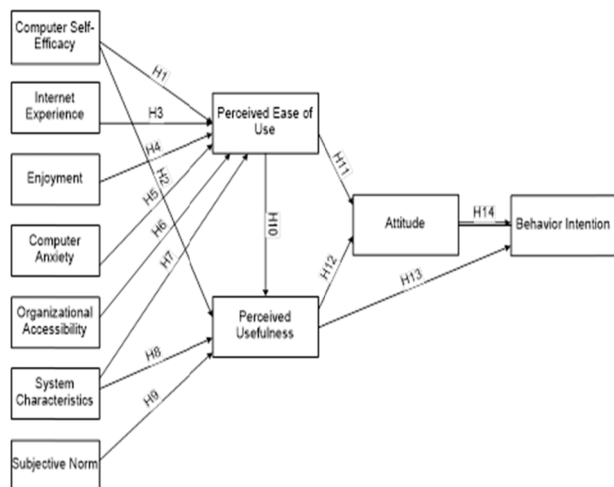 Computer Self-
Efficacy
Internet
Experience
Enjoyment
Computer
Anxiety
Organizational
Accessibility
System
Characteristics
Subjective Norm
H1
H3
H4
H2
H5
H6
H7
H8
H9
Perceived Ease of
Use
H10
Perceived
Usefulness
H11
H12
Attitude
H13
H14
Behavior Intention